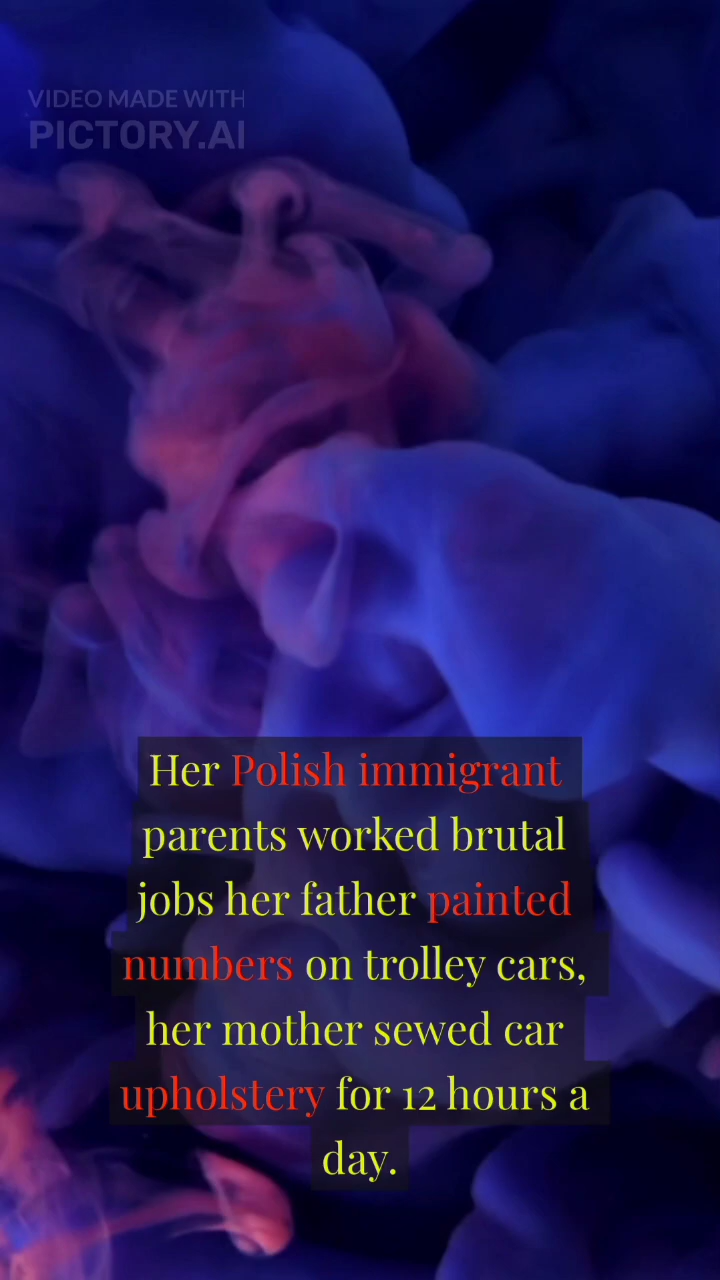 VIDEO MADE WITH
PICTORY.AI
Her Polish immigrant
parents worked brutal
jobs her father painted
numbers on trolley cars,
her mother sewed car
upholstery for 12 hours a
day.